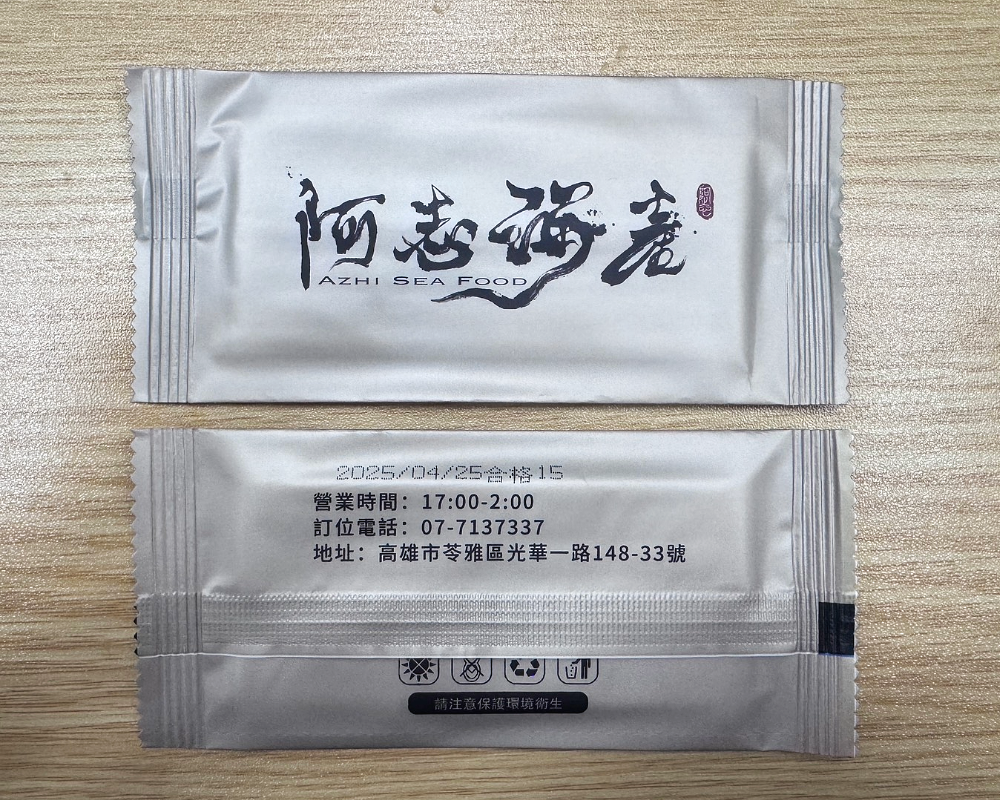 阿志海產
AZHI SEA FOOD
2025/04/25合格15
營業時間：17:00-2:00
訂位電話：07-7137337
地址：高雄市苓雅區光華一路148-33號
請注意保護環境衛生